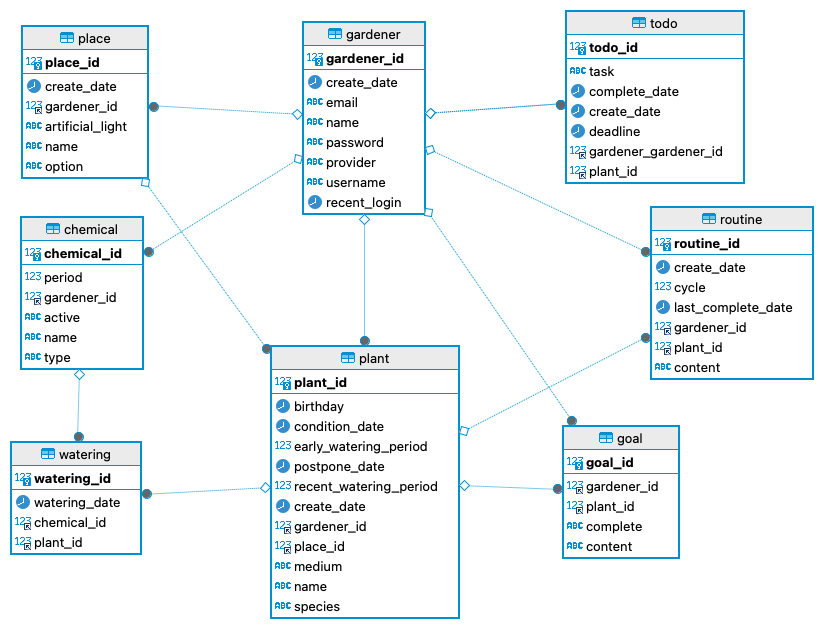 place
place_id
create_date
gardener_id
artificial_light
name
option
gardener
gardener_id
create_date
email
name
password
provider
username
recent_login
todo
todo_id
task
complete_date
create_date
deadline
gardener_gardener_id
plant_id
chemical
chemical_id
period
gardener_id
active
name
type
routine
routine_id
create_date
cycle
last_complete_date
gardener_id
plant_id
content
plant
plant_id
birthday
condition_date
early_watering_period
postpone_date
recent_watering_period
create_date
gardener_id
place_id
medium
name
species
watering
watering_id
watering_date
chemical_id
plant_id
goal
goal_id
gardener_id
plant_id
complete
content